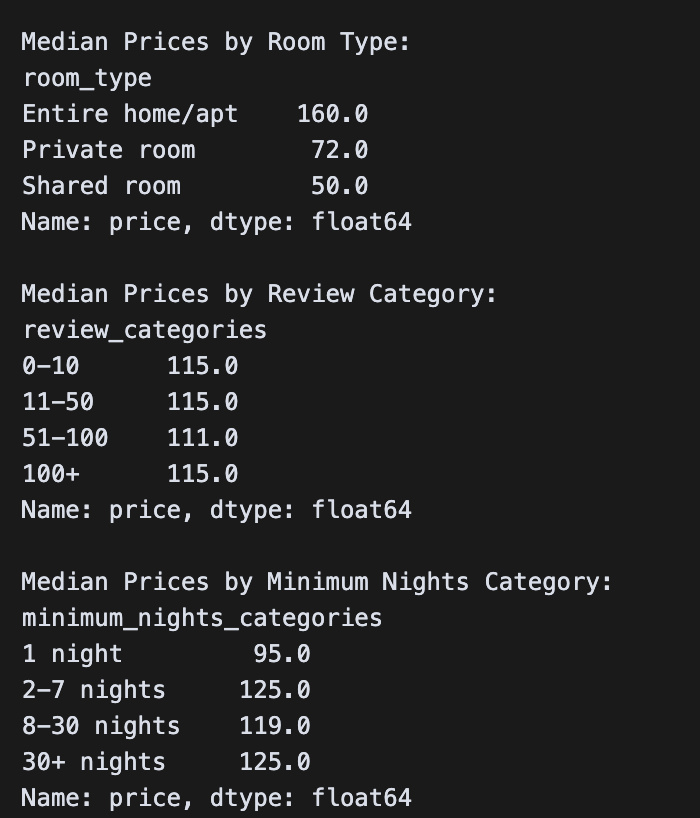 Median Prices by Room Type:
room_type
Entire home/apt    160.0
Private room        72.0
Shared room         50.0
Name: price, dtype: float64

Median Prices by Review Category:
review_categories
0-10      115.0
11-50     115.0
51-100    111.0
100+      115.0
Name: price, dtype: float64

Median Prices by Minimum Nights Category:
minimum_nights_categories
1 night         95.0
2-7 nights     125.0
8-30 nights    119.0
30+ nights     125.0
Name: price, dtype: float64